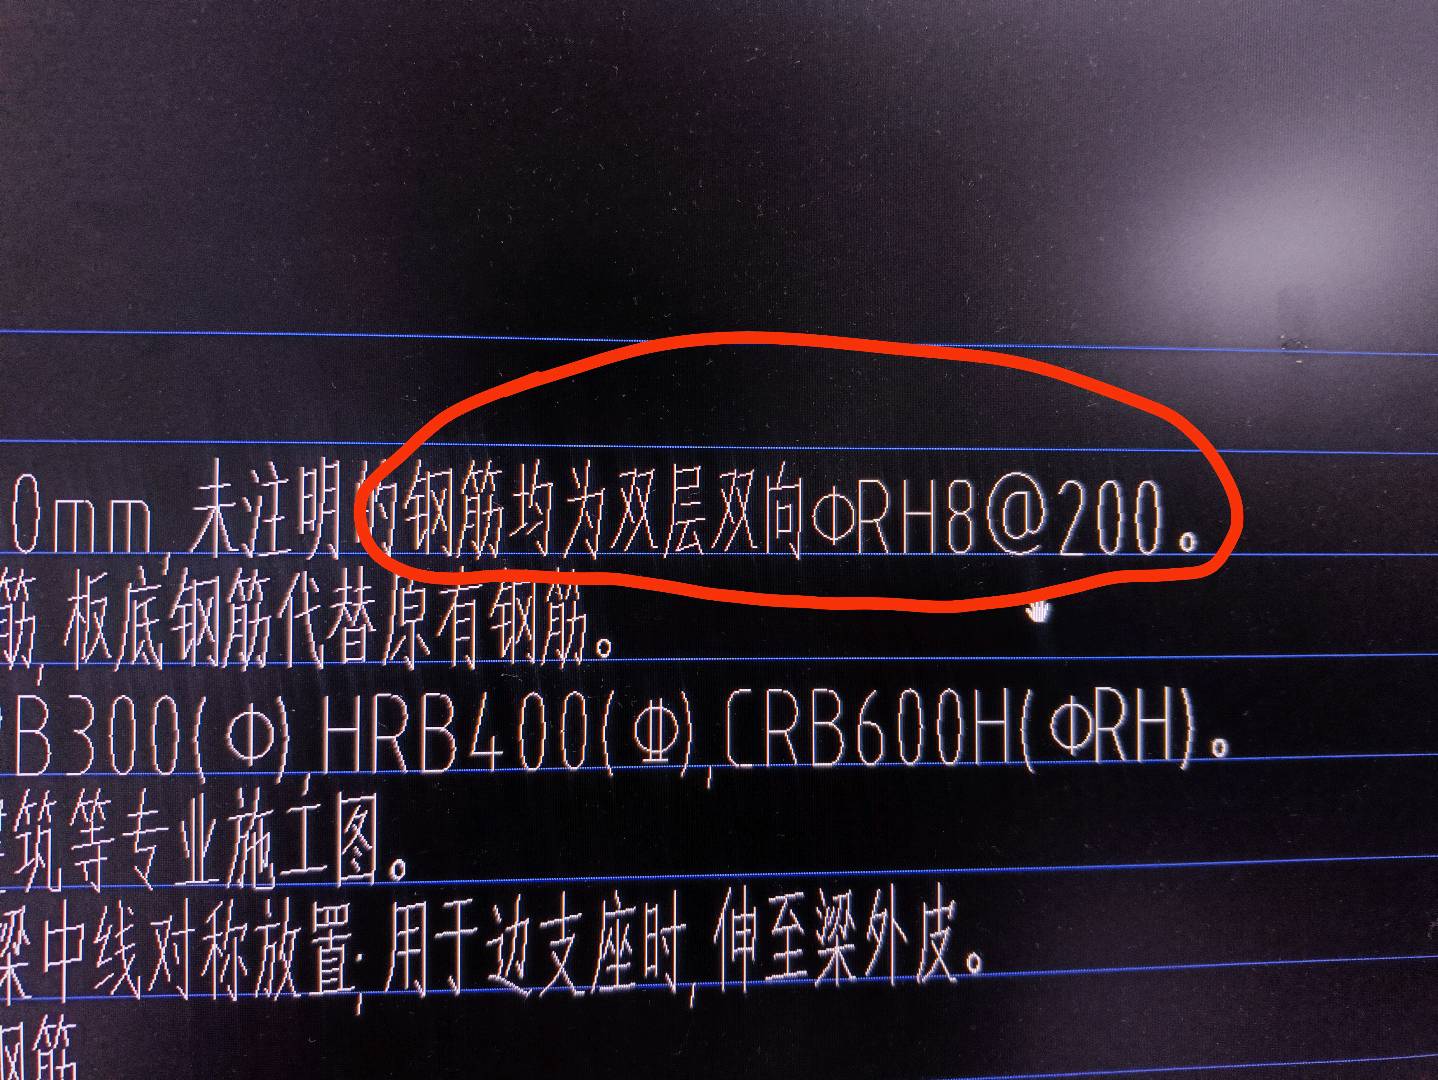 0mm,未注明的钢筋均为双层双向ΦRH8@200。
筋,板底钢筋代替原有钢筋。
B300(Φ),HRB400(Φ),CRB600H(ΦRH)。
筑等专业施工图。
梁中线对称放置;用于边支座时,伸至梁外皮。
钢筋